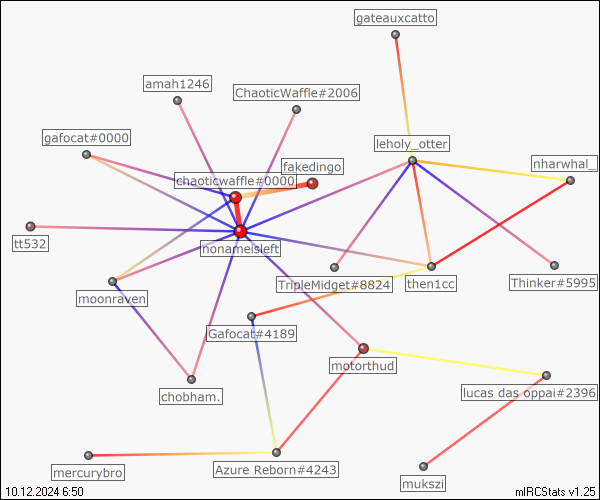 gateauxcatto
amah1246
ChaoticWaffle#2006
gafocat#0000
leholy_otter
fakedingo
nharwhal_
chaoticwaffle#0000
tt532
nonameisleft
TripleMidget#8824
then1cc
Thinker#5995
moonraven
Gafocat#4189
motorthud
chobham.
lucas das oppai#2396
mercurybro
Azure Reborn#4243
mukszi
10.12.2024 6:50
mIRCStats v1.25